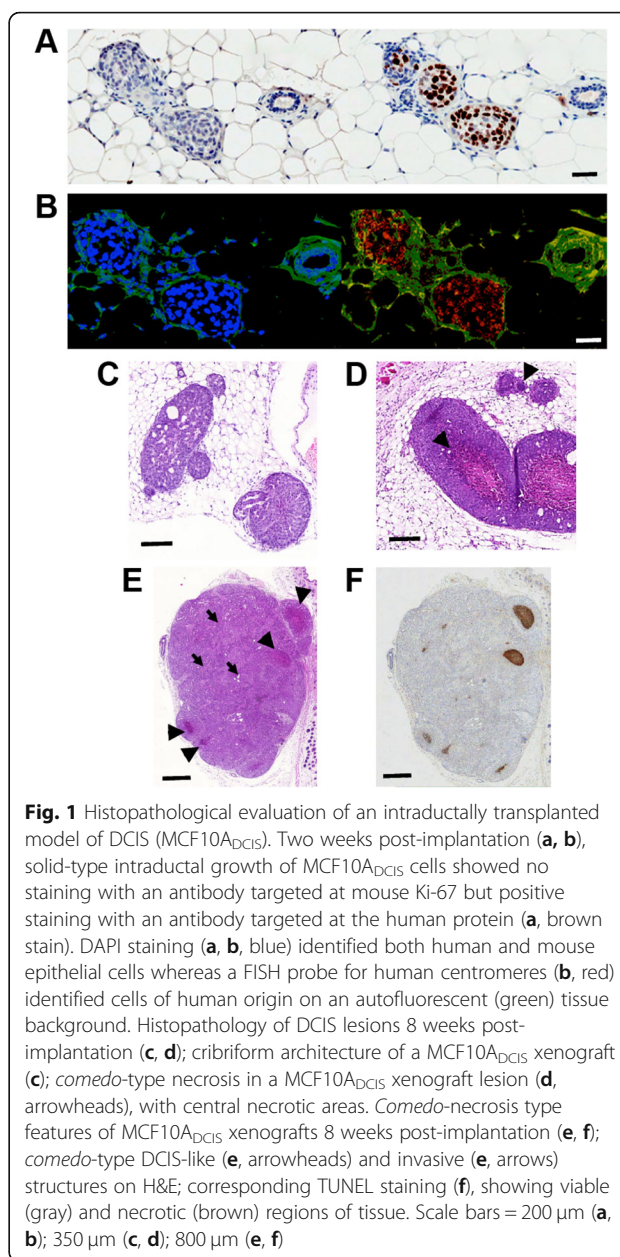 A
B
C
D
E
F
Fig. 1 Histopathological evaluation of an intraductally transplanted
model of DCIS (MCF10ADCIS). Two weeks post-implantation (a, b),
solid-type intraductal growth of MCF10ADCIS cells showed no
staining with an antibody targeted at mouse Ki-67 but positive
staining with an antibody targeted at the human protein (a, brown
stain). DAPI staining (a, b, blue) identified both human and mouse
epithelial cells whereas a FISH probe for human centromeres (b, red)
identified cells of human origin on an autofluorescent (green) tissue
background. Histopathology of DCIS lesions 8 weeks post-
implantation (c, d); cribriform architecture of a MCF10ADCIS xenograft
(c); comedo-type necrosis in a MCF10ADCIS xenograft lesion (d,
arrowheads), with central necrotic areas. Comedo-necrosis type
features of MCF10ADCIS xenografts 8 weeks post-implantation (e, f);
comedo-type DCIS-like (e, arrowheads) and invasive (e, arrows)
structures on H&E; corresponding TUNEL staining (f), showing viable
(gray) and necrotic (brown) regions of tissue. Scale bars = 200 μm (a,
b); 350 μm (c, d); 800 μm (e, f)